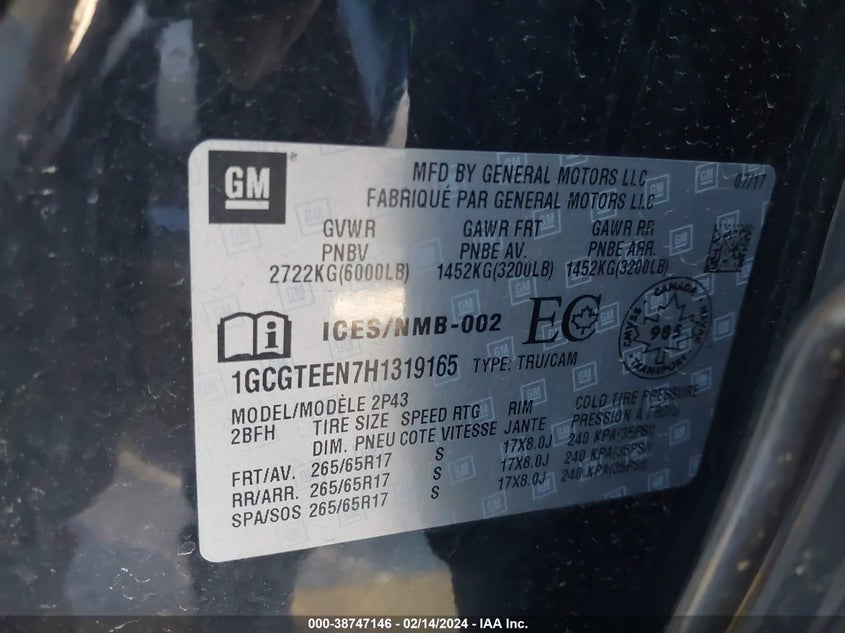 GM
MFD BY GENERAL MOTORS LLC
07/17
FABRIQUÉ PAR GENERAL MOTORS LLC
GVWR GAWR FRT GAWR RR
PNBV PNBE AV. PNBE ARR.
2722KG(6000LB) 1452KG(3200LB) 1452KG(3200LB)
ICES/NMB-002 EC
CANADA
985
TRANSPORT
1GCGTEEN7H1319165 TYPE: TRU/CAM
MODEL/MODÈLE 2P43
2BFH TIRE SIZE SPEED RTG RIM COLD TIRE PRESSURE
DIM. PNEU COTE VITESSE JANTE PRESSION À FROID
FRT/AV. 265/65R17 S 17X8.0J 240 KPA(35PSI)
RR/ARR. 265/65R17 S 17X8.0J 240 KPA(35PSI)
SPA/SOS 265/65R17 S 17X8.0J 240 KPA(35PSI)
000-38747146 - 02/14/2024 - IAA Inc.